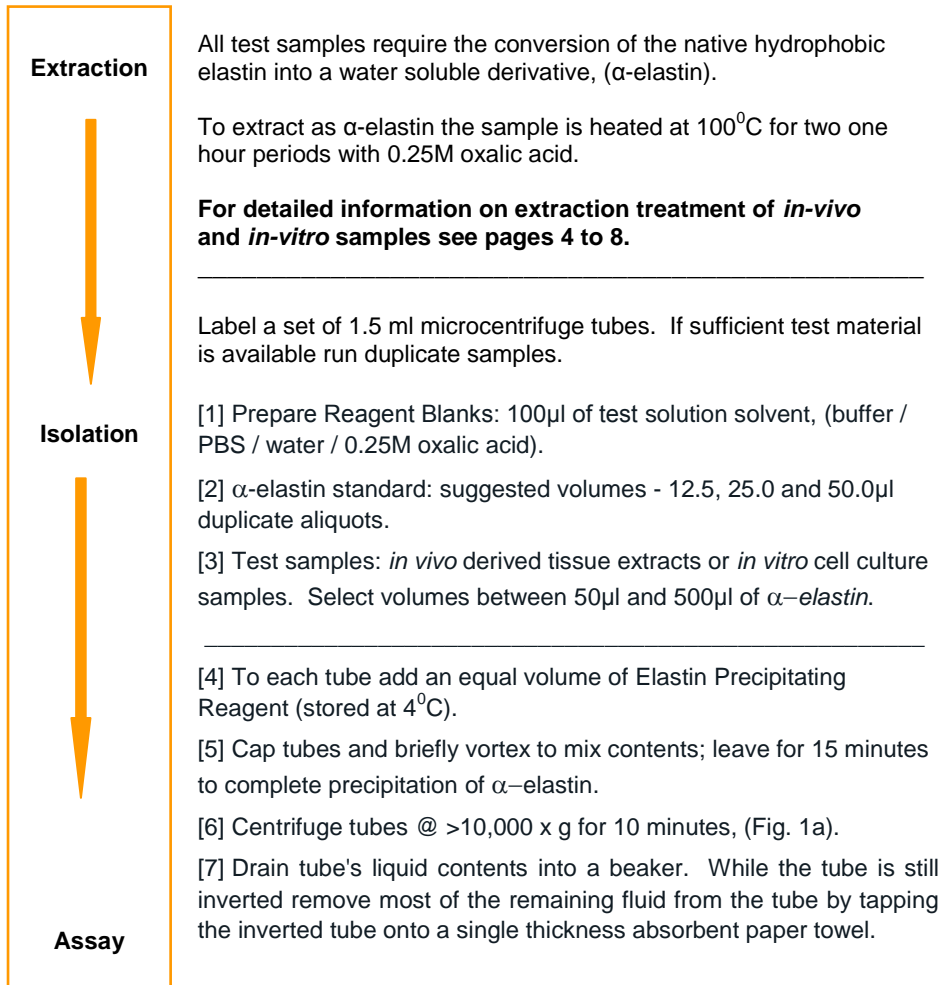 Extraction
All test samples require the conversion of the native hydrophobic
elastin into a water soluble derivative, (α-elastin).
To extract as α-elastin the sample is heated at 100⁰C for two one
hour periods with 0.25M oxalic acid.
For detailed information on extraction treatment of in-vivo
and in-vitro samples see pages 4 to 8.
Label a set of 1.5 ml microcentrifuge tubes. If sufficient test material
is available run duplicate samples.
Isolation
[1] Prepare Reagent Blanks: 100µl of test solution solvent, (buffer /
PBS / water / 0.25M oxalic acid).
[2] α-elastin standard: suggested volumes - 12.5, 25.0 and 50.0µl
duplicate aliquots.
[3] Test samples: in vivo derived tissue extracts or in vitro cell culture
samples. Select volumes between 50µl and 500µl of α−elastin.
[4] To each tube add an equal volume of Elastin Precipitating
Reagent (stored at 4⁰C).
[5] Cap tubes and briefly vortex to mix contents; leave for 15 minutes
to complete precipitation of α−elastin.
[6] Centrifuge tubes @ >10,000 x g for 10 minutes, (Fig. 1a).
[7] Drain tube's liquid contents into a beaker. While the tube is still
inverted remove most of the remaining fluid from the tube by tapping
the inverted tube onto a single thickness absorbent paper towel.
Assay